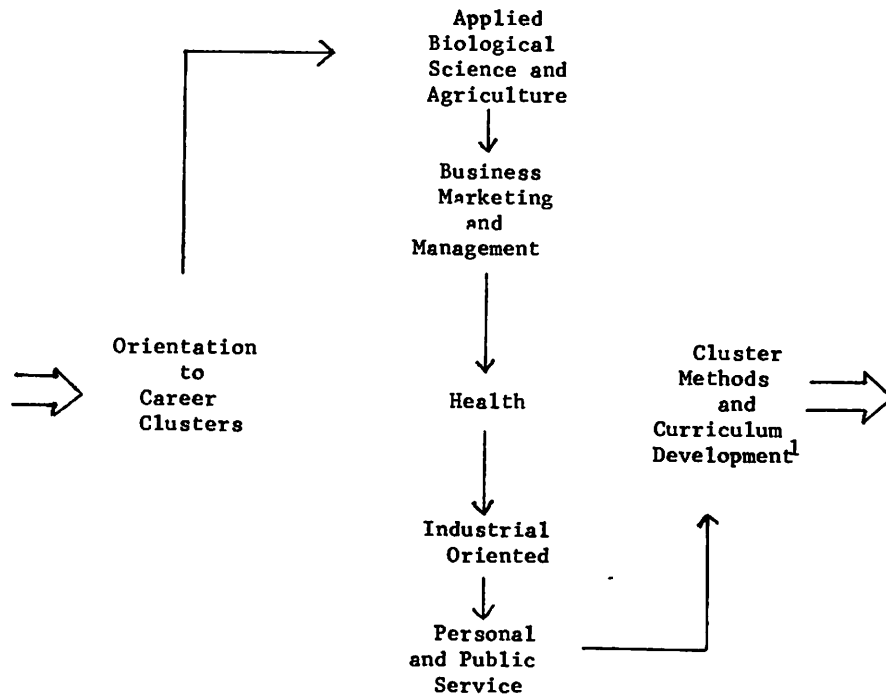 Applied
Biological
Science and
Agriculture
Business
Marketing
and
Management
Orientation
to
Career
Clusters
Health
Cluster
Methods
and
Curriculum
Development1
Industrial
Oriented
Personal
and Public
Service